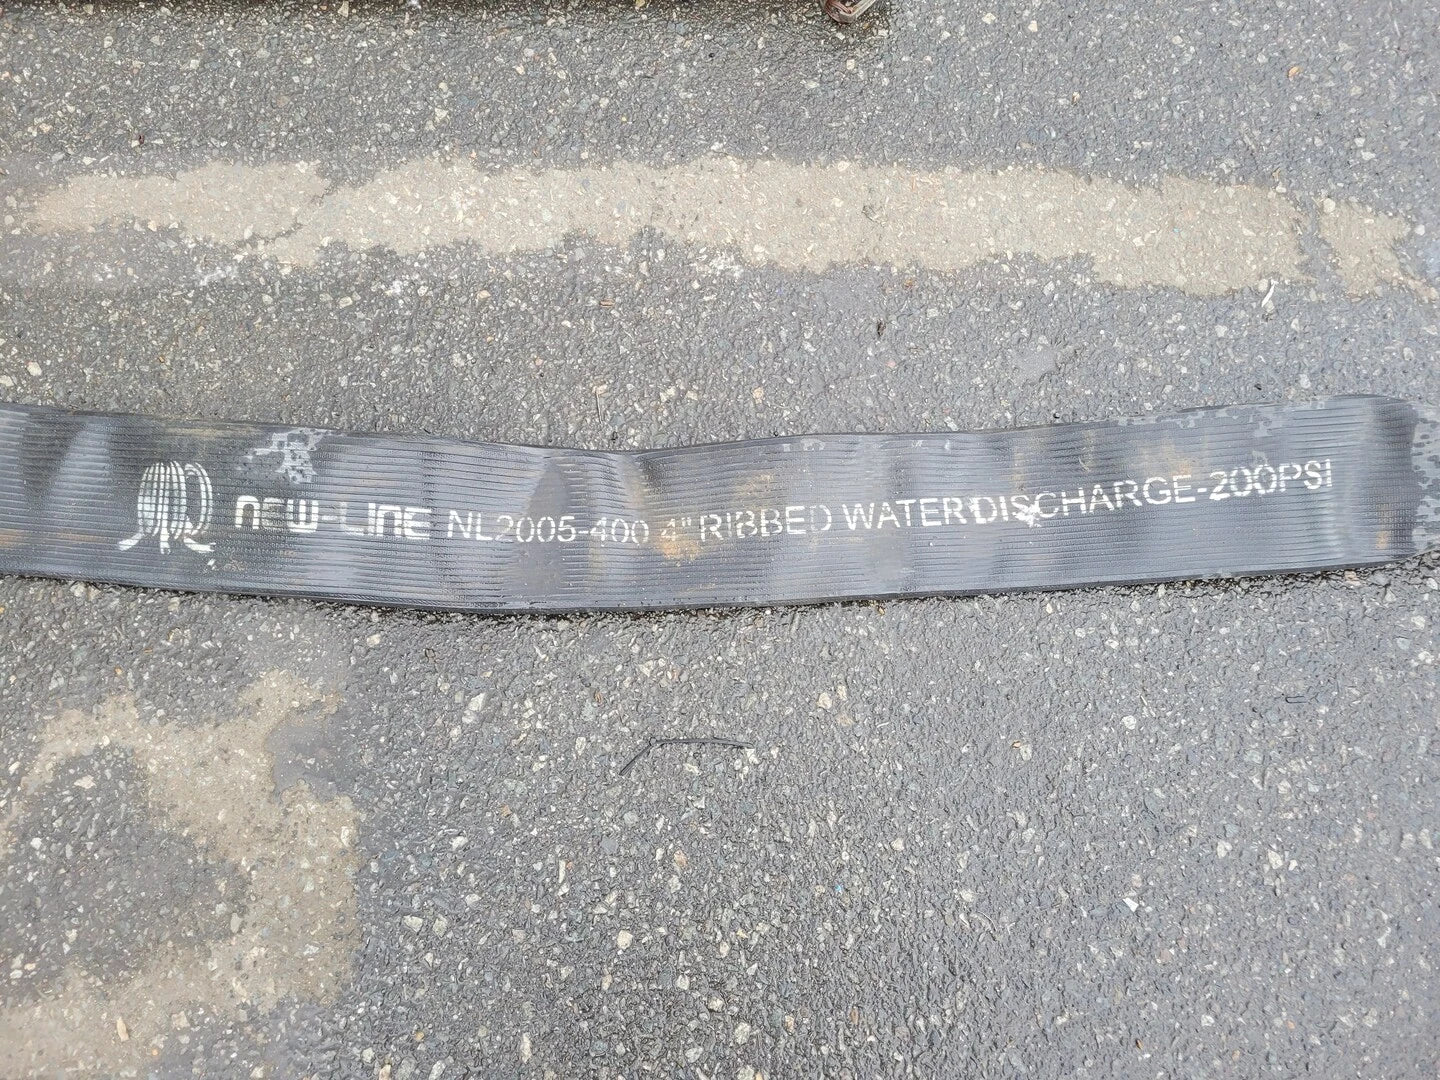 NEW-LINE NL2005-400 4" RIBBED WATER DISCHARGE-200PSI